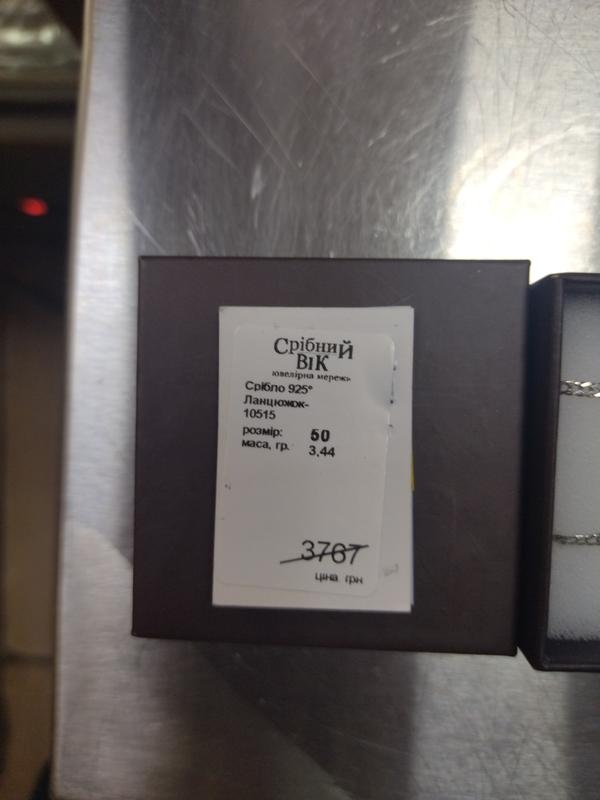 Срібний
ВІК
ювелірна мережа
Срібло 925°
Ланцюжок-
10515
розмір: 50
маса, гр. 3,44
3767
ціна грн